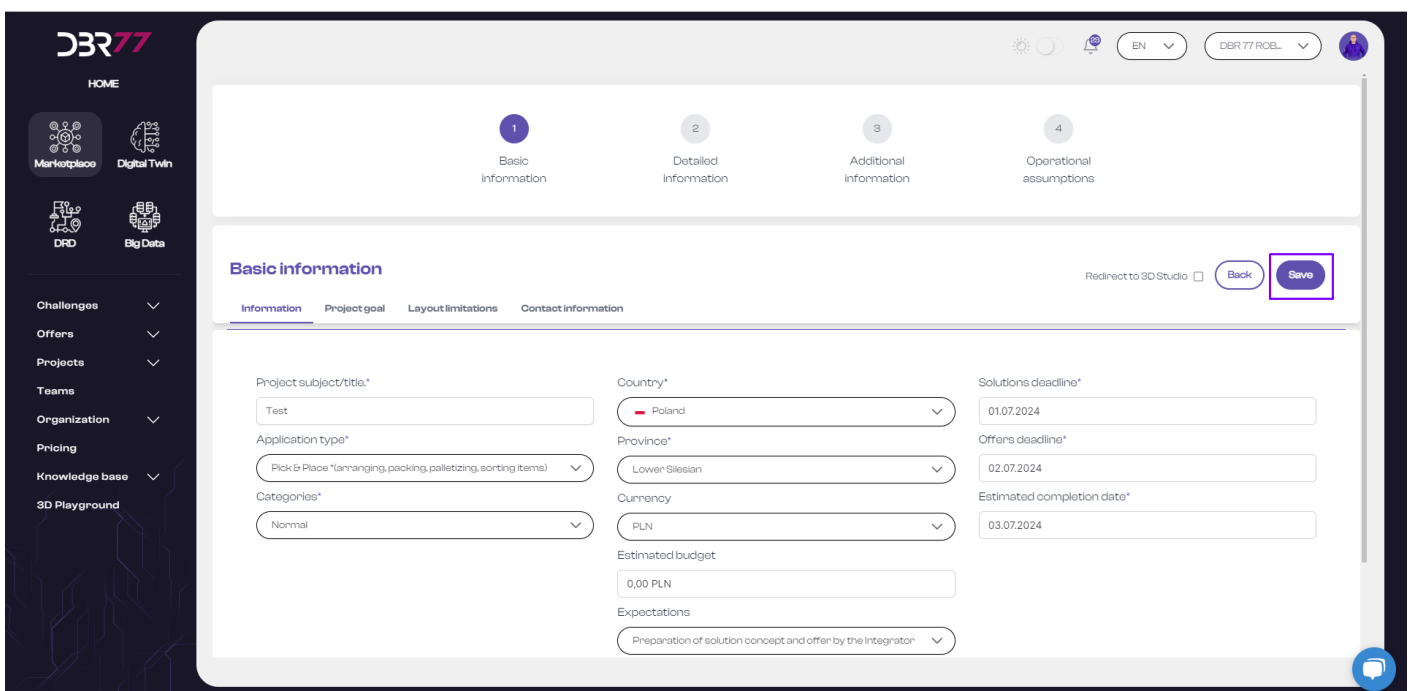 DBR77
HOME
Marketplace
Digital Twin
DRD
Big Data
Challenges
Offers
Projects
Teams
Organization
Pricing
Knowledge base
3D Playground
29
EN
DBR 77 ROB...
1
Basic
information
2
Detailed
information
3
Additional
information
4
Operational
assumptions
Basic information
Redirect to 3D Studio
Back
Save
Information
Project goal
Layout limitations
Contact information
Project subject/title.*
Test
Application type*
Pick & Place *(arranging, packing, palletizing, sorting items)
Categories*
Normal
Country*
Poland
Province*
Lower Silesian
Currency
PLN
Estimated budget
0,00 PLN
Expectations
Preparation of solution concept and offer by the Integrator
Solutions deadline*
01.07.2024
Offers deadline*
02.07.2024
Estimated completion date*
03.07.2024